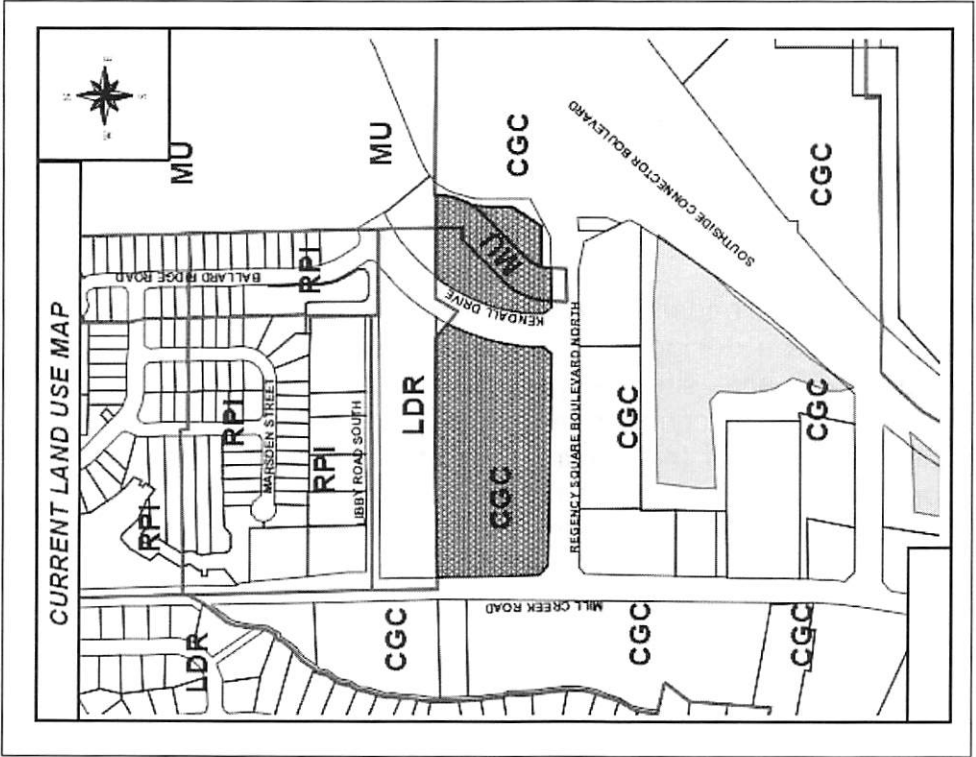 CURRENT LAND USE MAP
N
E
S
W
MU
MU
CGC
CGC
SOUTHSIDE CONNECTOR BOULEVARD
BALLARD RIDGE ROAD
RPI
MU
KENDALL DRIVE
REGENCY SQUARE BOULEVARD NORTH
RPI
MARSDEN STREET
RPI
LIBBY ROAD SOUTH
LDR
CGC
CGC
CGC
RPI
MILL CREEK ROAD
LDR
CGC
CGC
CGC